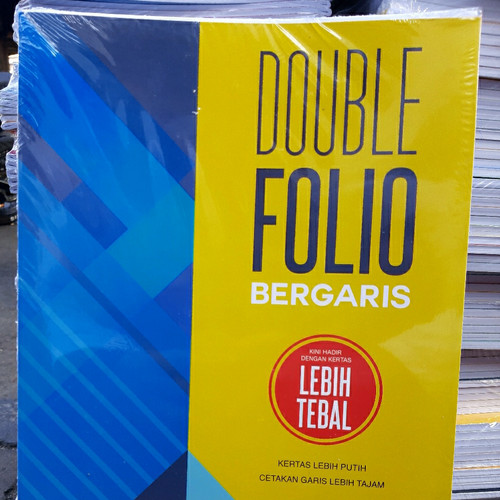 DOUBLE
FOLIO
BERGARIS
KINI HADIR
DENGAN KERTAS
LEBIH
TEBAL
KERTAS LEBIH PUTIH
CETAKAN GARIS LEBIH TAJAM